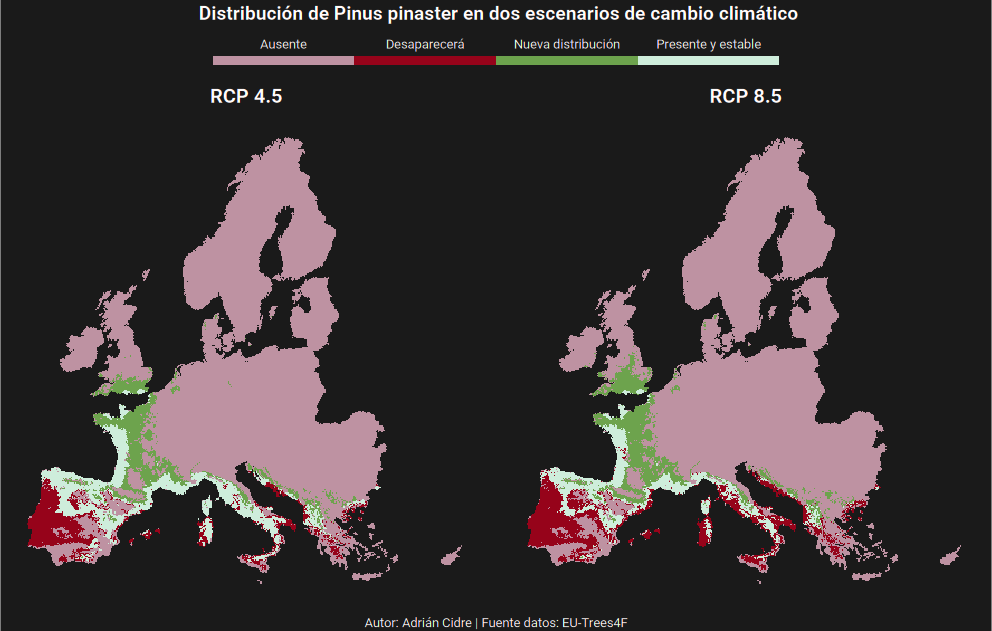 Distribución de Pinus pinaster en dos escenarios de cambio climático
Ausente Desaparecerá Nueva distribución Presente y estable
RCP 4.5 RCP 8.5
Autor: Adrián Cidre | Fuente datos: EU-Trees4F